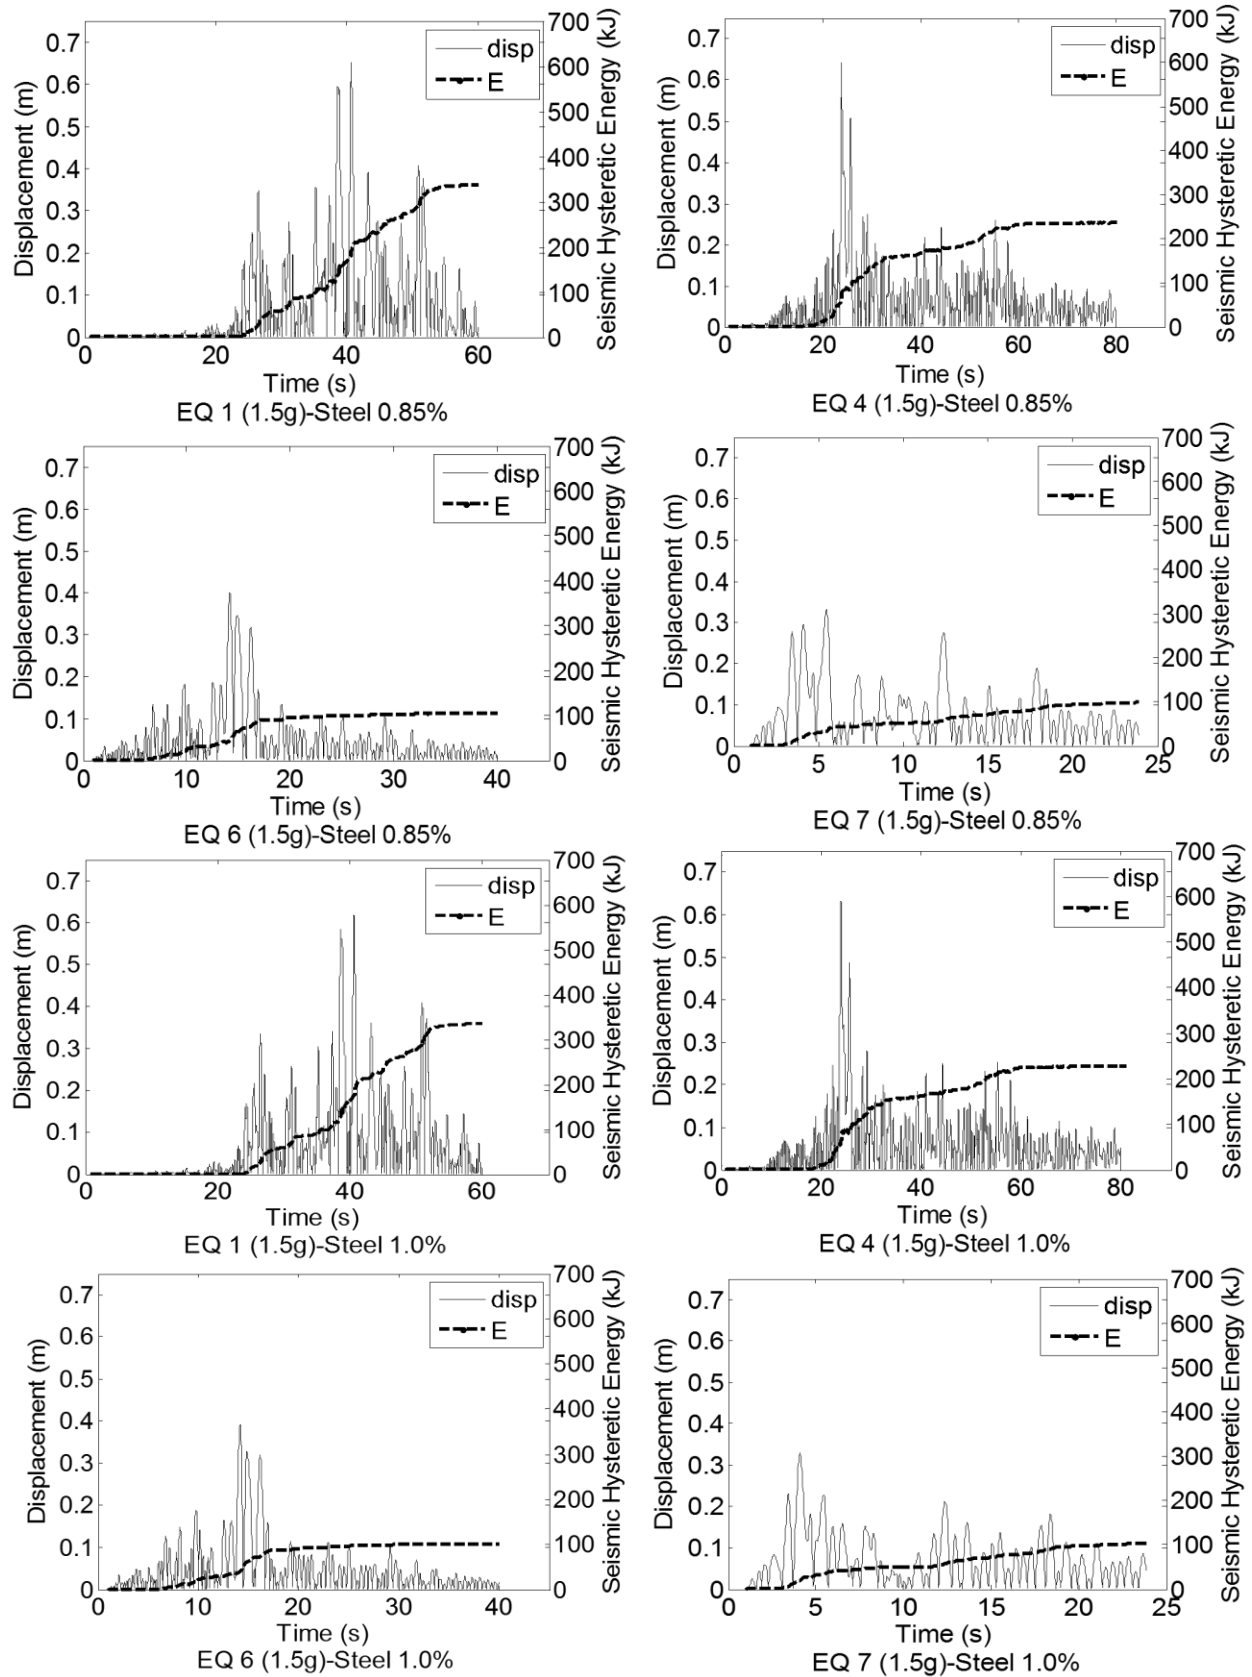 0.7
0.6
0.5
0.4
0.3
0.2
0.1
0
Displacement (m)
disp
E
700
600
500
400
300
200
100
0
Seismic Hysteretic Energy (kJ)
0 20 40 60
Time (s)
EQ 1 (1.5g)-Steel 0.85%
0.7
0.6
0.5
0.4
0.3
0.2
0.1
0
Displacement (m)
disp
E
700
600
500
400
300
200
100
0
Seismic Hysteretic Energy (kJ)
0 20 40 60 80
Time (s)
EQ 4 (1.5g)-Steel 0.85%
0.7
0.6
0.5
0.4
0.3
0.2
0.1
0
Displacement (m)
disp
E
700
600
500
400
300
200
100
0
Seismic Hysteretic Energy (kJ)
0 10 20 30 40
Time (s)
EQ 6 (1.5g)-Steel 0.85%
0.7
0.6
0.5
0.4
0.3
0.2
0.1
0
Displacement (m)
disp
E
700
600
500
400
300
200
100
0
Seismic Hysteretic Energy (kJ)
0 5 10 15 20 25
Time (s)
EQ 7 (1.5g)-Steel 0.85%
0.7
0.6
0.5
0.4
0.3
0.2
0.1
0
Displacement (m)
disp
E
700
600
500
400
300
200
100
0
Seismic Hysteretic Energy (kJ)
0 20 40 60
Time (s)
EQ 1 (1.5g)-Steel 1.0%
0.7
0.6
0.5
0.4
0.3
0.2
0.1
0
Displacement (m)
disp
E
700
600
500
400
300
200
100
0
Seismic Hysteretic Energy (kJ)
0 20 40 60 80
Time (s)
EQ 4 (1.5g)-Steel 1.0%
0.7
0.6
0.5
0.4
0.3
0.2
0.1
0
Displacement (m)
disp
E
700
600
500
400
300
200
100
0
Seismic Hysteretic Energy (kJ)
0 10 20 30 40
Time (s)
EQ 6 (1.5g)-Steel 1.0%
0.7
0.6
0.5
0.4
0.3
0.2
0.1
0
Displacement (m)
disp
E
700
600
500
400
300
200
100
0
Seismic Hysteretic Energy (kJ)
0 5 10 15 20 25
Time (s)
EQ 7 (1.5g)-Steel 1.0%